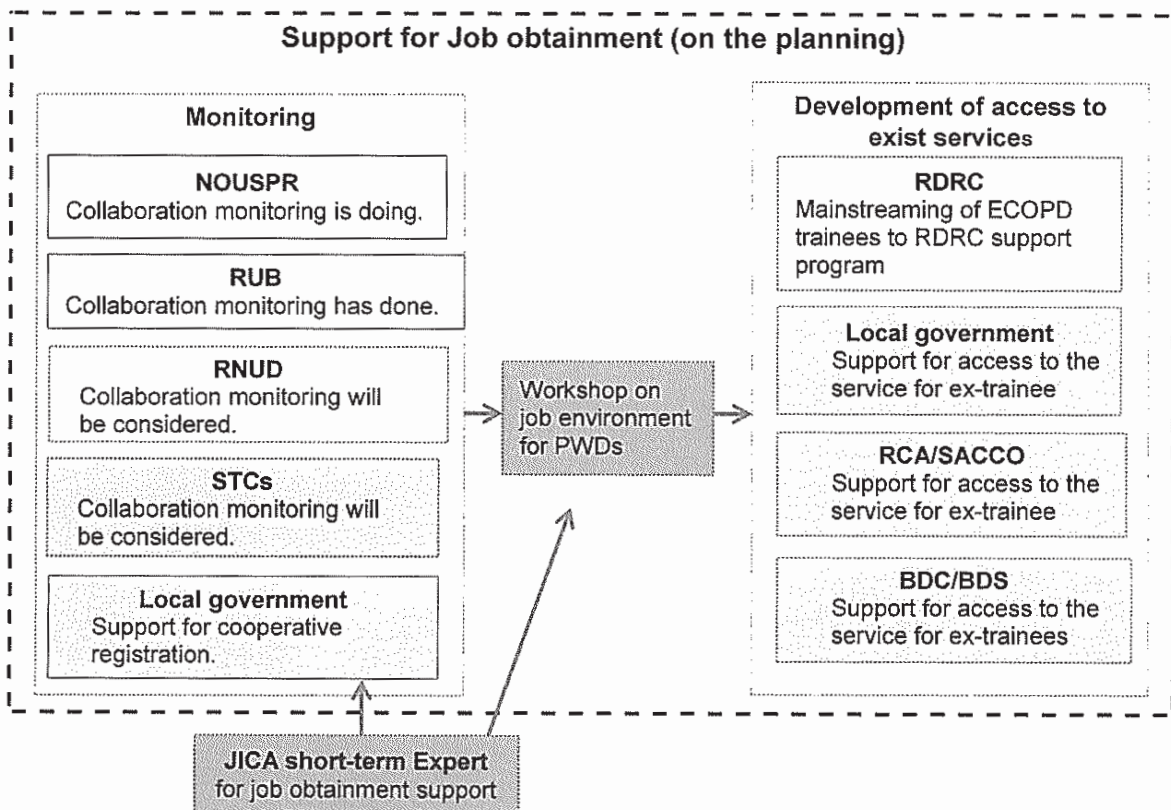 Support for Job obtainment (on the planning)
Monitoring
NOUSPR
Collaboration monitoring is doing.
RUB
Collaboration monitoring has done.
RNUD
Collaboration monitoring will
be considered.
STCs
Collaboration monitoring will
be considered.
Local government
Support for cooperative
registration.
Workshop on
job environment
for PWDs
Development of access to
exist services
RDRC
Mainstreaming of ECOPD
trainees to RDRC support
program
Local government
Support for access to the
service for ex-trainee
RCA/SACCO
Support for access to the
service for ex-trainee
BDC/BDS
Support for access to the
service for ex-trainees
JICA short-term Expert
for job obtainment support